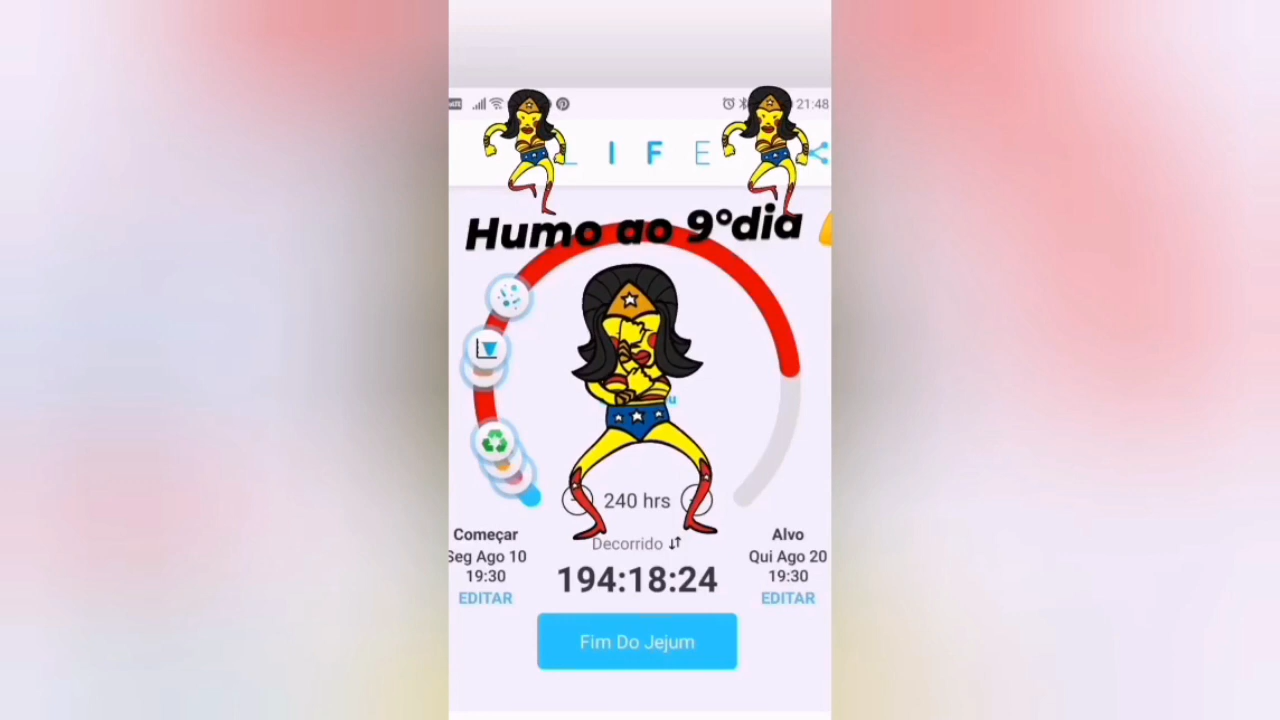 21:48
L I F E
Humo ao 9°dia
240 hrs
Começar
Seg Ago 10
19:30
EDITAR
Decorrido
194:18:24
Alvo
Qui Ago 20
19:30
EDITAR
Fim Do Jejum